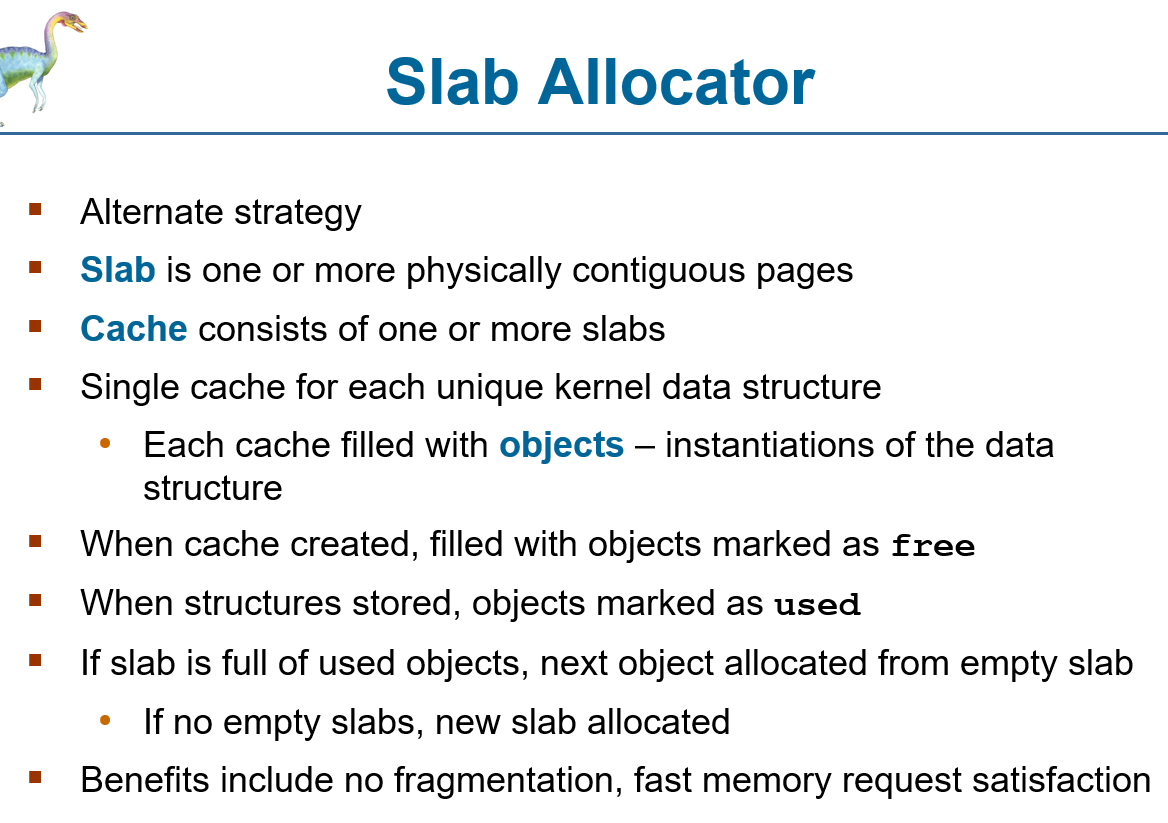 Slab Allocator
Alternate strategy
Slab is one or more physically contiguous pages
Cache consists of one or more slabs
Single cache for each unique kernel data structure
Each cache filled with objects – instantiations of the data
structure
When cache created, filled with objects marked as free
When structures stored, objects marked as used
If slab is full of used objects, next object allocated from empty slab
If no empty slabs, new slab allocated
Benefits include no fragmentation, fast memory request satisfaction